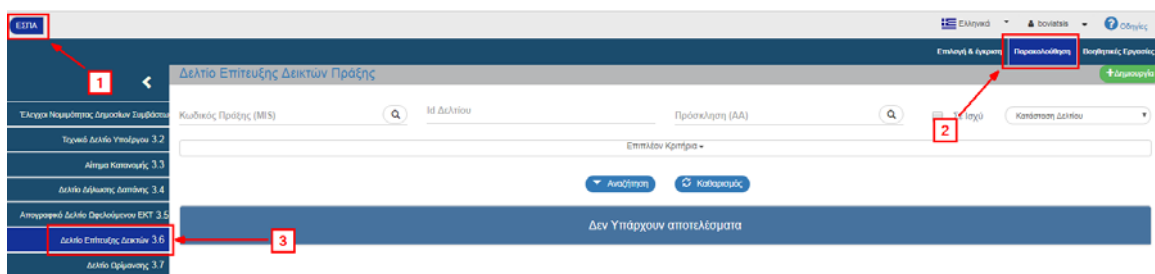 ΕΣΠΑ
Ελληνικά
boviatsis
Οδηγίες
Επιλογή & έγκριση
Παρακολούθηση
Βοηθητικές Εργασίες
1
2
Δελτίο Επίτευξης Δεικτών Πράξης
+Δημιουργία
Έλεγχοι Νομιμότητας Δημοσίων Συμβάσεων
Κωδικός Πράξης (MIS)
Id Δελτίου
Πρόσκληση (ΑΑ)
Σε Ισχύ
Κατάσταση Δελτίου
Τεχνικό Δελτίο Υποέργου 3.2
Επιπλέον Κριτήρια
Αίτημα Κατανομής 3.3
Αναζήτηση
Καθαρισμός
Δελτίο Δήλωσης Δαπάνης 3.4
Απογραφικό Δελτίο Ωφελούμενου ΕΚΤ 3.5
Δεν Υπάρχουν αποτελέσματα
Δελτίο Επίτευξης Δεικτών 3.6
3
Δελτίο Ωρίμανσης 3.7